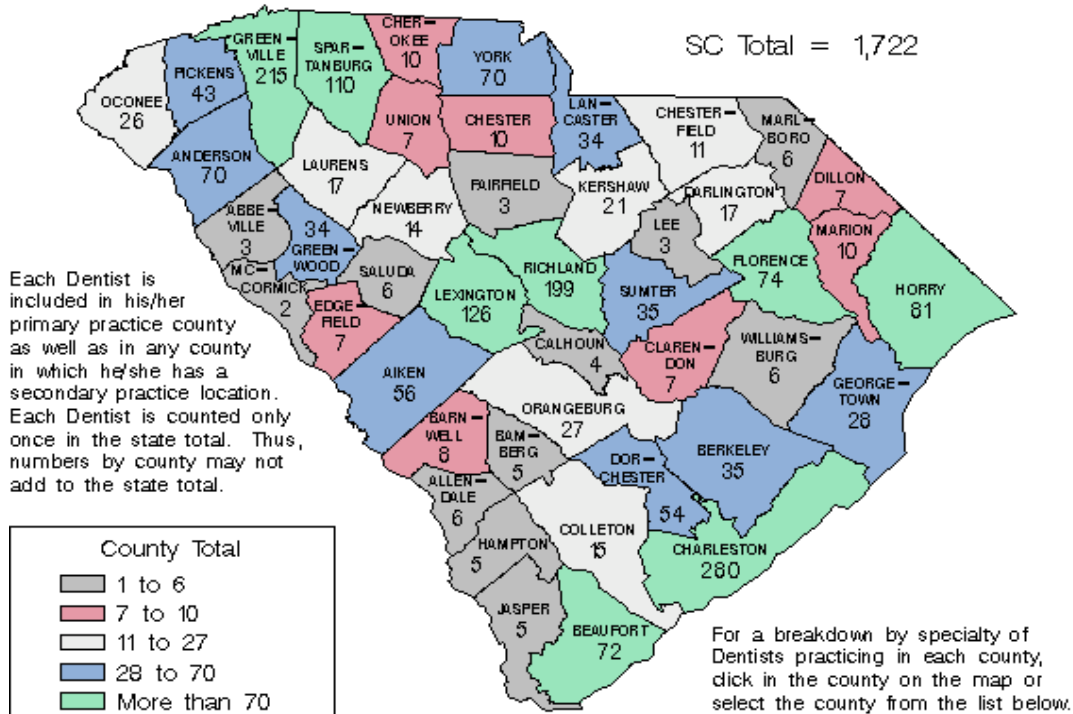 SC Total = 1,722
CHER–
OKEE
10
GREEN–
VILLE
215
SPAR–
TANBURG
110
YORK
70
PICKENS
43
OCONEE
26
UNION
7
CHESTER
10
LAN–
CASTER
34
CHESTER–
FIELD
11
MARL–
BORO
6
ANDERSON
70
LAURENS
17
DILLON
7
ABBE–
VILLE
3
34
GREEN–
WOOD
NEWBERRY
14
FAIRFIELD
3
KERSHAW
21
DARLINGTON
17
LEE
3
MARION
10
MC–
CORMICK
2
SALUDA
6
EDGE–
FIELD
7
LEXINGTON
126
RICHLAND
199
SUMTER
35
FLORENCE
74
HORRY
81
CALHOUN
4
CLAREN–
DON
7
WILLIAMS–
BURG
6
GEORGE–
TOWN
28
AIKEN
56
ORANGEBURG
27
BARN–
WELL
8
BAM–
BERG
5
DOR–
CHESTER
54
BERKELEY
35
ALLEN–
DALE
6
HAMPTON
5
COLLETON
15
CHARLESTON
280
JASPER
5
BEAUFORT
72
Each Dentist is
included in his/her
primary practice county
as well as in any county
in which he/she has a
secondary practice location.
Each Dentist is counted only
once in the state total. Thus,
numbers by county may not
add to the state total.
County Total
1 to 6
7 to 10
11 to 27
28 to 70
More than 70
For a breakdown by specialty of
Dentists practicing in each county,
click in the county on the map or
select the county from the list below.